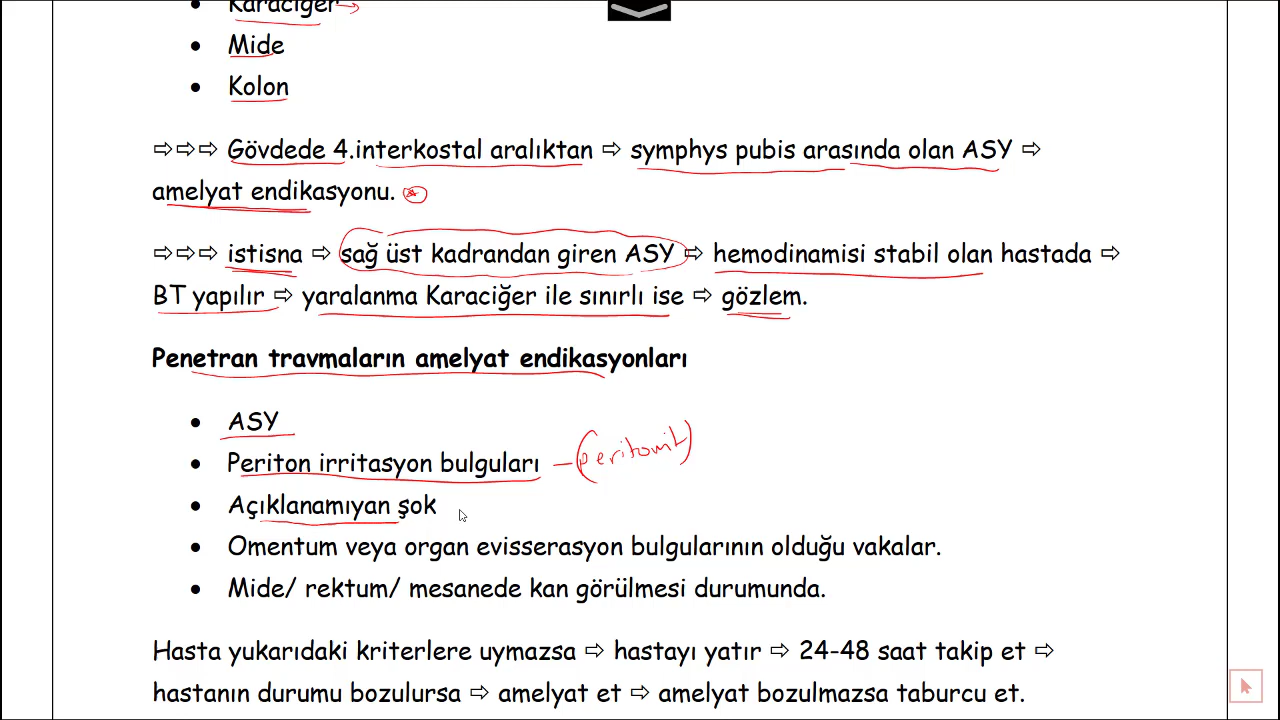 Karaciğer
• Mide
• Kolon
⇨⇨⇨ Gövdede 4.interkostal aralıktan ⇨ symphys pubis arasında olan ASY ⇨
amelyat endikasyonu.
⇨⇨⇨ istisna ⇨ sağ üst kadrandan giren ASY ⇨ hemodinamisi stabil olan hastada ⇨
BT yapılır ⇨ yaralanma Karaciğer ile sınırlı ise ⇨ gözlem.
Penetran travmaların amelyat endikasyonları
• ASY
• Periton irritasyon bulguları – (peritonit)
• Açıklanamıyan şok
• Omentum veya organ evisserasyon bulgularının olduğu vakalar.
• Mide/ rektum/ mesanede kan görülmesi durumunda.
Hasta yukarıdaki kriterlere uymazsa ⇨ hastayı yatır ⇨ 24-48 saat takip et ⇨
hastanın durumu bozulursa ⇨ amelyat et ⇨ amelyat bozulmazsa taburcu et.